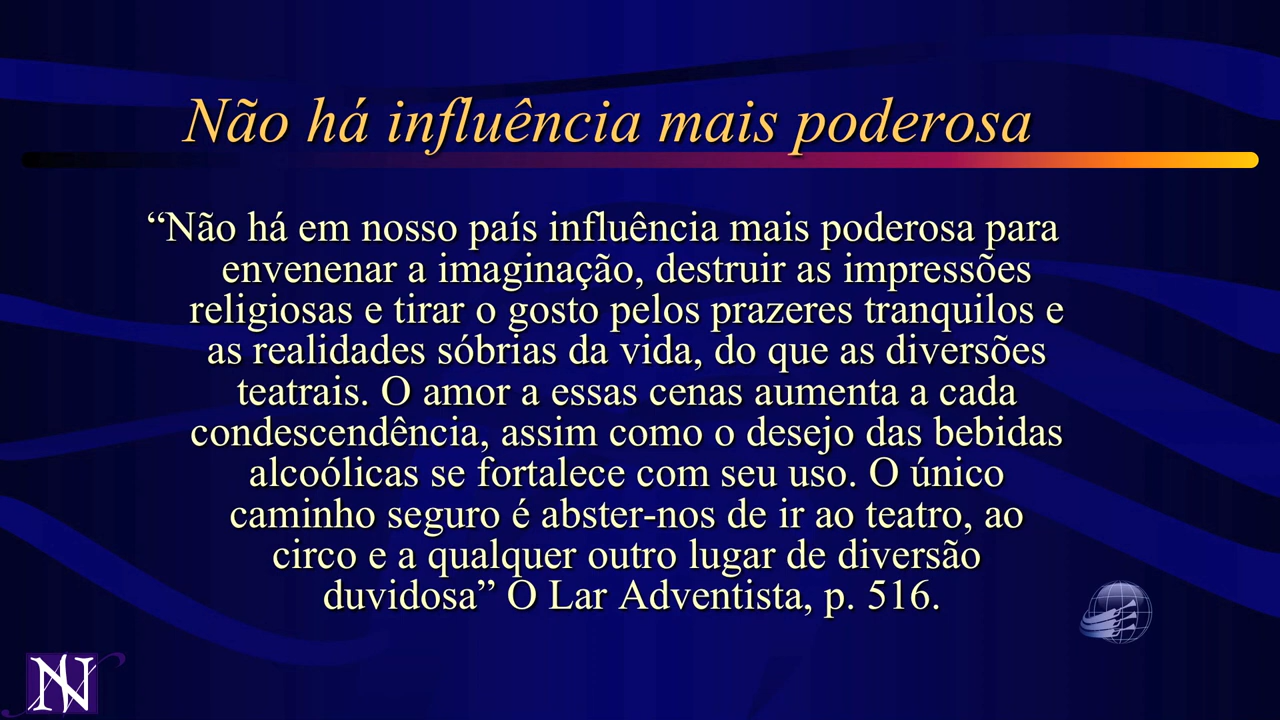 Não há influência mais poderosa
“Não há em nosso país influência mais poderosa para
envenenar a imaginação, destruir as impressões
religiosas e tirar o gosto pelos prazeres tranquilos e
as realidades sóbrias da vida, do que as diversões
teatrais. O amor a essas cenas aumenta a cada
condescendência, assim como o desejo das bebidas
alcoólicas se fortalece com seu uso. O único
caminho seguro é abster-nos de ir ao teatro, ao
circo e a qualquer outro lugar de diversão
duvidosa” O Lar Adventista, p. 516.